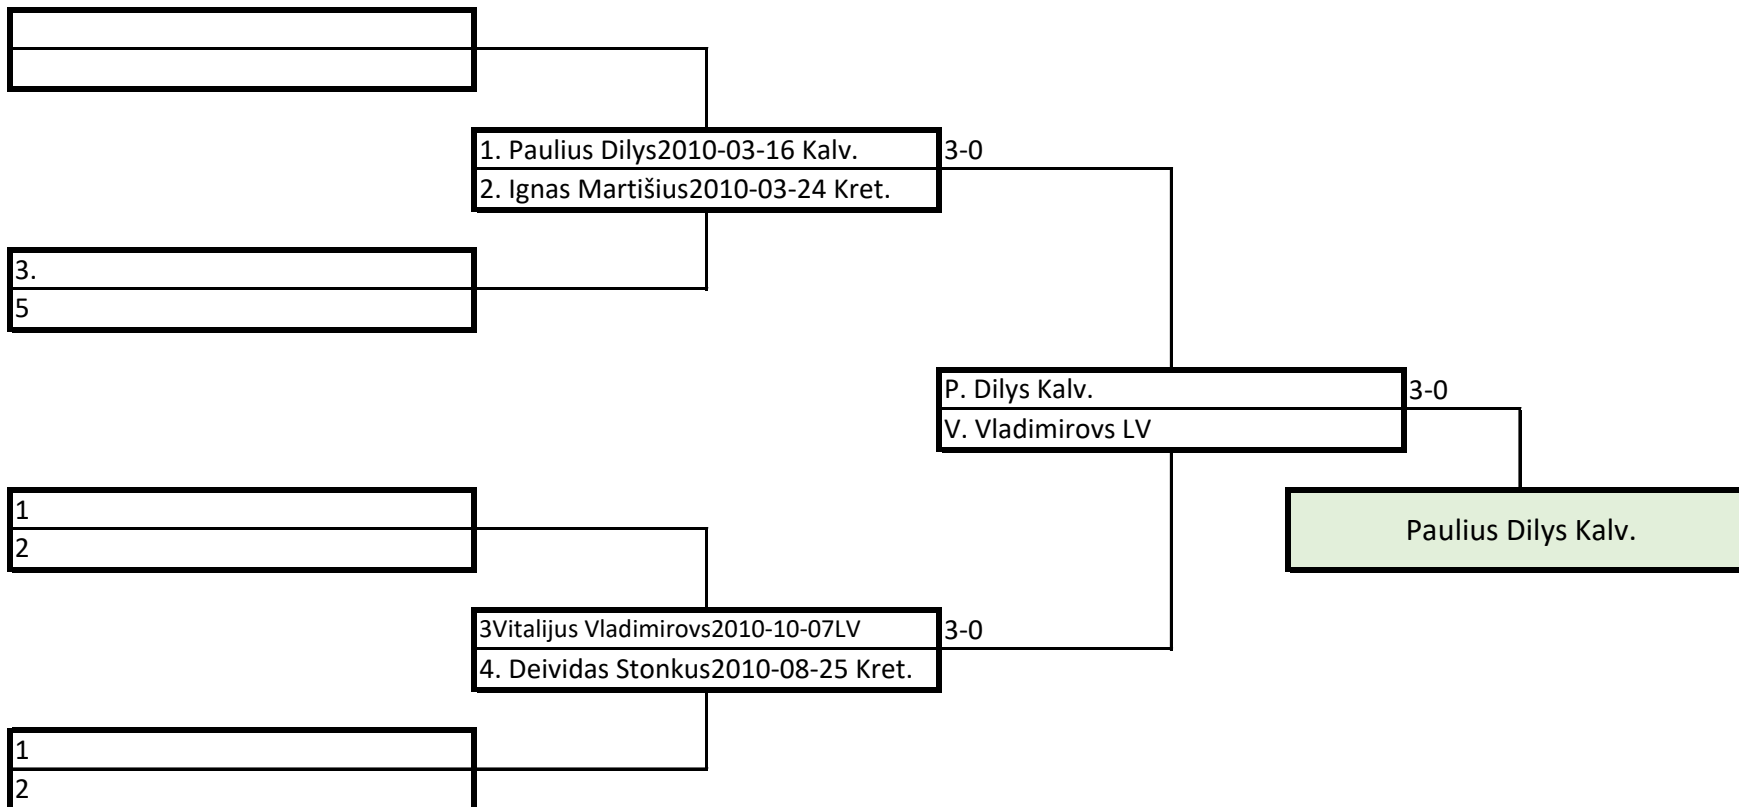 1. Paulius Dilys2010-03-16 Kalv.
3-0
2. Ignas Martišius2010-03-24 Kret.
3.
5
P. Dilys Kalv.
3-0
V. Vladimirovs LV
1
2
Paulius Dilys Kalv.
3Vitalijus Vladimirovs2010-10-07LV
3-0
4. Deividas Stonkus2010-08-25 Kret.
1
2